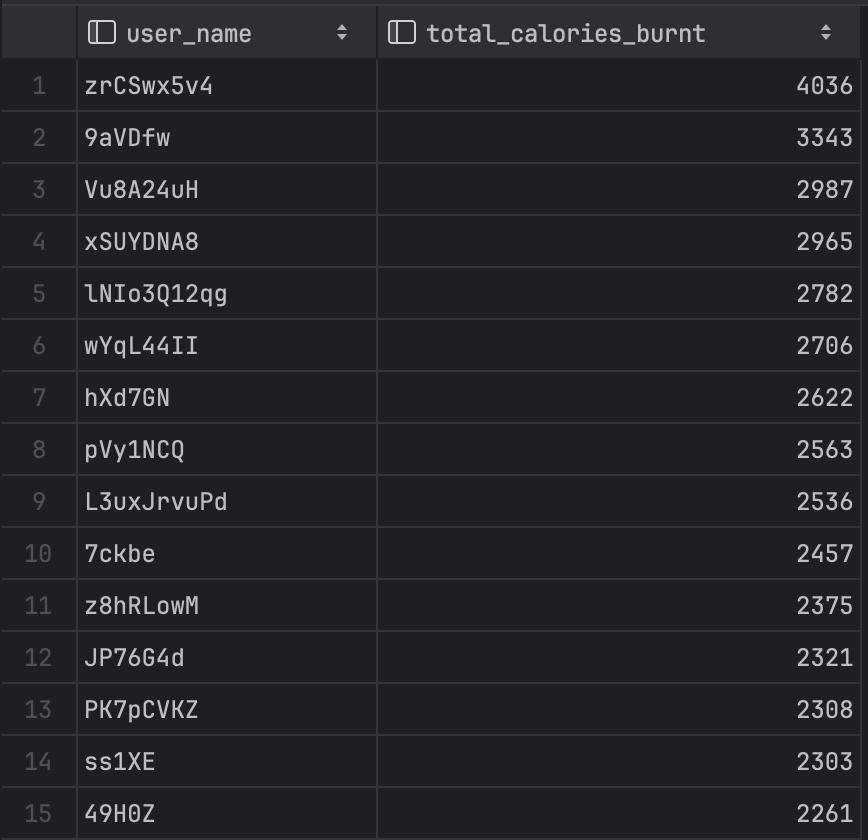 user_name total_calories_burnt
1 zrCSwx5v4 4036
2 9aVDfw 3343
3 Vu8A24uH 2987
4 xSUYDNA8 2965
5 lNIo3Q12qg 2782
6 wYqL44II 2706
7 hXd7GN 2622
8 pVy1NCQ 2563
9 L3uxJrvuPd 2536
10 7ckbe 2457
11 z8hRLowM 2375
12 JP76G4d 2321
13 PK7pCVKZ 2308
14 ss1XE 2303
15 49H0Z 2261